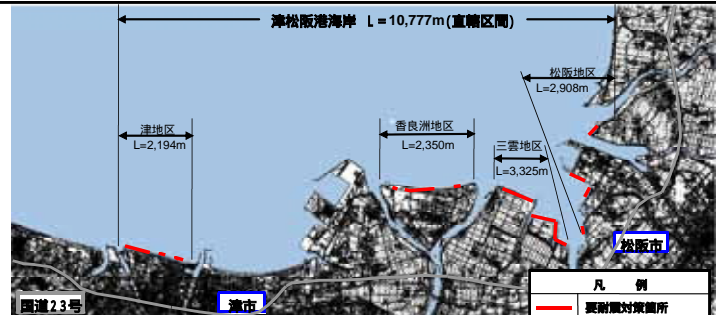 津松阪港海岸 L=10,777m(直轄区間)
松阪地区
L=2,908m
津地区
L=2,194m
香良洲地区
L=2,350m
三雲地区
L=3,325m
松阪市
国道23号
津市
凡 例
要耐震対策箇所